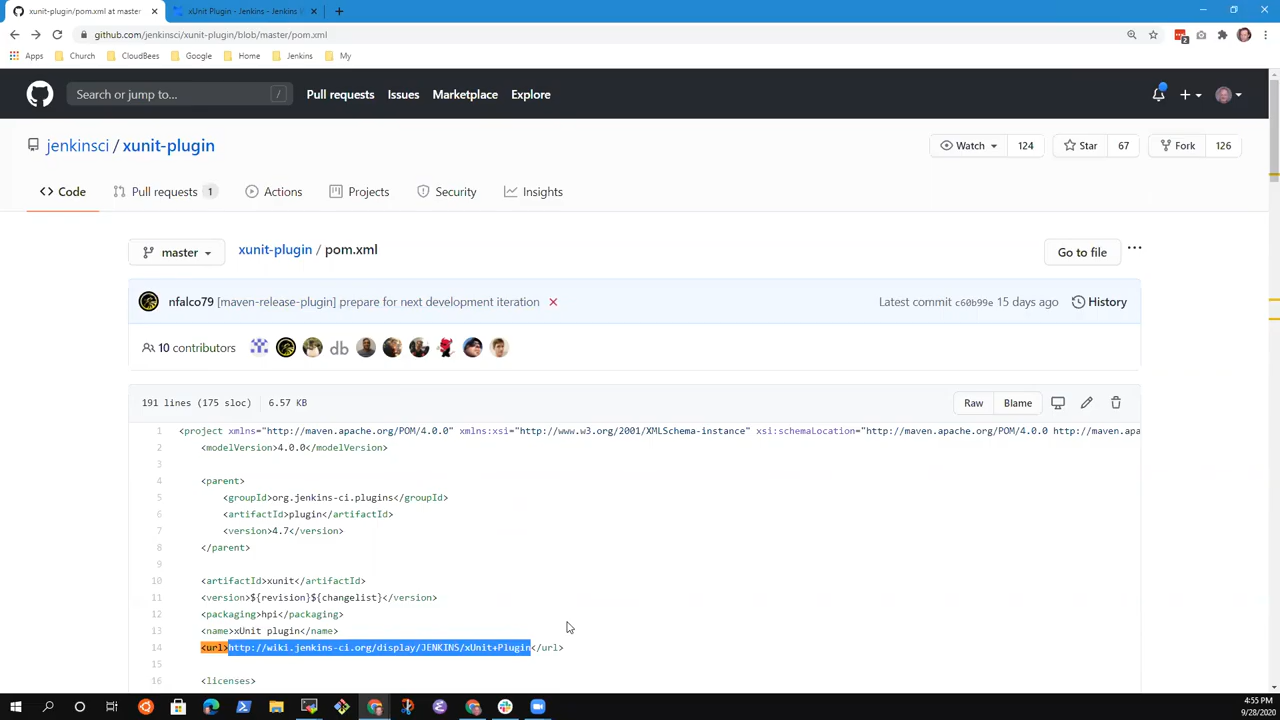 xunit-plugin/pom.xml at master
xUnit Plugin - Jenkins - Jenkins W
github.com/jenkinsci/xunit-plugin/blob/master/pom.xml
Apps
Church
CloudBees
Google
Home
Jenkins
My
2
Search or jump to...
/
Pull requests
Issues
Marketplace
Explore
jenkinsci / xunit-plugin
Watch
124
Star
67
Fork
126
Code
Pull requests
1
Actions
Projects
Security
Insights
master
xunit-plugin / pom.xml
Go to file
nfalco79 [maven-release-plugin] prepare for next development iteration
Latest commit c60b99e 15 days ago
History
10 contributors
db
191 lines (175 sloc)
6.57 KB
Raw
Blame
1 <project xmlns="http://maven.apache.org/POM/4.0.0" xmlns:xsi="http://www.w3.org/2001/XMLSchema-instance" xsi:schemaLocation="http://maven.apache.org/POM/4.0.0 http://maven.apa
2 <modelVersion>4.0.0</modelVersion>
3
4 <parent>
5 <groupId>org.jenkins-ci.plugins</groupId>
6 <artifactId>plugin</artifactId>
7 <version>4.7</version>
8 </parent>
9
10 <artifactId>xunit</artifactId>
11 <version>${revision}${changelist}</version>
12 <packaging>hpi</packaging>
13 <name>xUnit plugin</name>
14 <url>http://wiki.jenkins-ci.org/display/JENKINS/xUnit+Plugin</url>
15
16 <licenses>
4:55 PM
9/28/2020